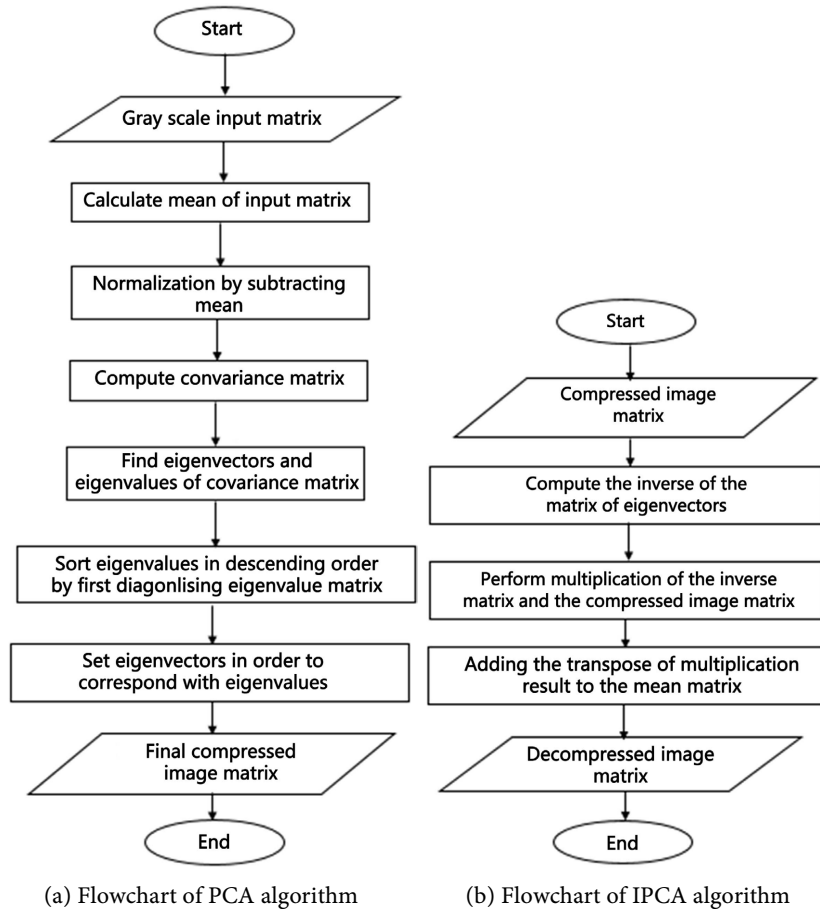 Start
Gray scale input matrix
Calculate mean of input matrix
Normalization by subtracting
mean
Compute convariance matrix
Find eigenvectors and
eigenvalues of covariance matrix
Sort eigenvalues in descending order
by first diagonlising eigenvalue matrix
Set eigenvectors in order to
correspond with eigenvalues
Final compressed
image matrix
End
(a) Flowchart of PCA algorithm
Start
Compressed image
matrix
Compute the inverse of the
matrix of eigenvectors
Perform multiplication of the inverse
matrix and the compressed image matrix
Adding the transpose of multiplication
result to the mean matrix
Decompressed image
matrix
End
(b) Flowchart of IPCA algorithm